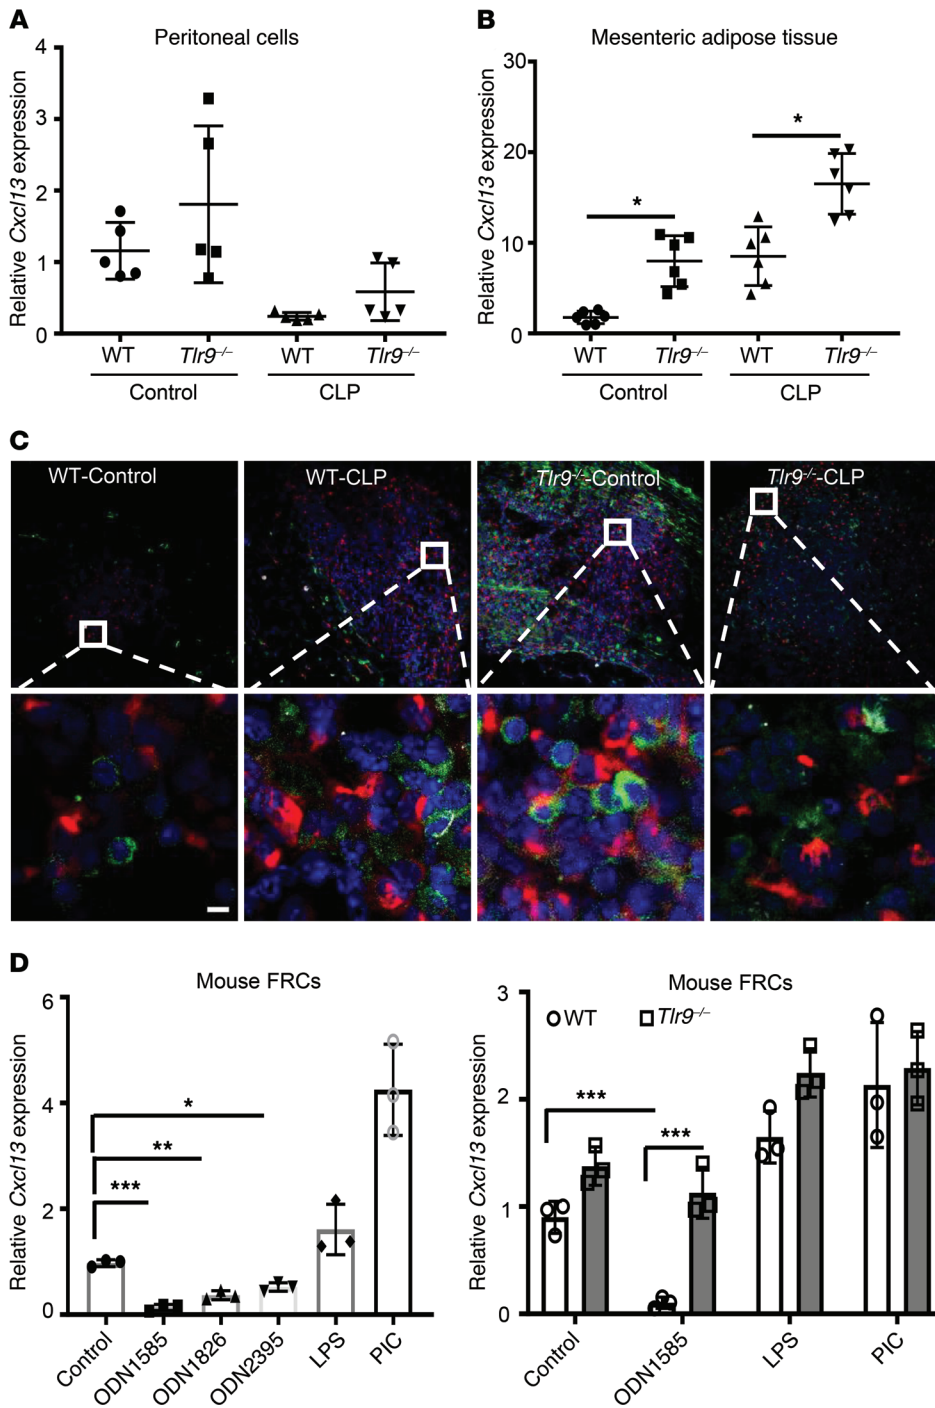 A
Peritoneal cells
Relative Cxcl13 expression
4
3
2
1
0
WT
Tlr9–/–
WT
Tlr9–/–
Control
CLP
B
Mesenteric adipose tissue
Relative Cxcl13 expression
30
20
10
0
*
*
WT
Tlr9–/–
WT
Tlr9–/–
Control
CLP
C
WT-Control
WT-CLP
Tlr9-/--Control
Tlr9-/--CLP
D
Mouse FRCs
Relative Cxcl13 expression
6
4
2
0
*
**
***
Control
ODN1585
ODN1826
ODN2395
LPS
PIC
Mouse FRCs
WT
Tlr9–/–
Relative Cxcl13 expression
3
2
1
0
***
***
Control
ODN1585
LPS
PIC